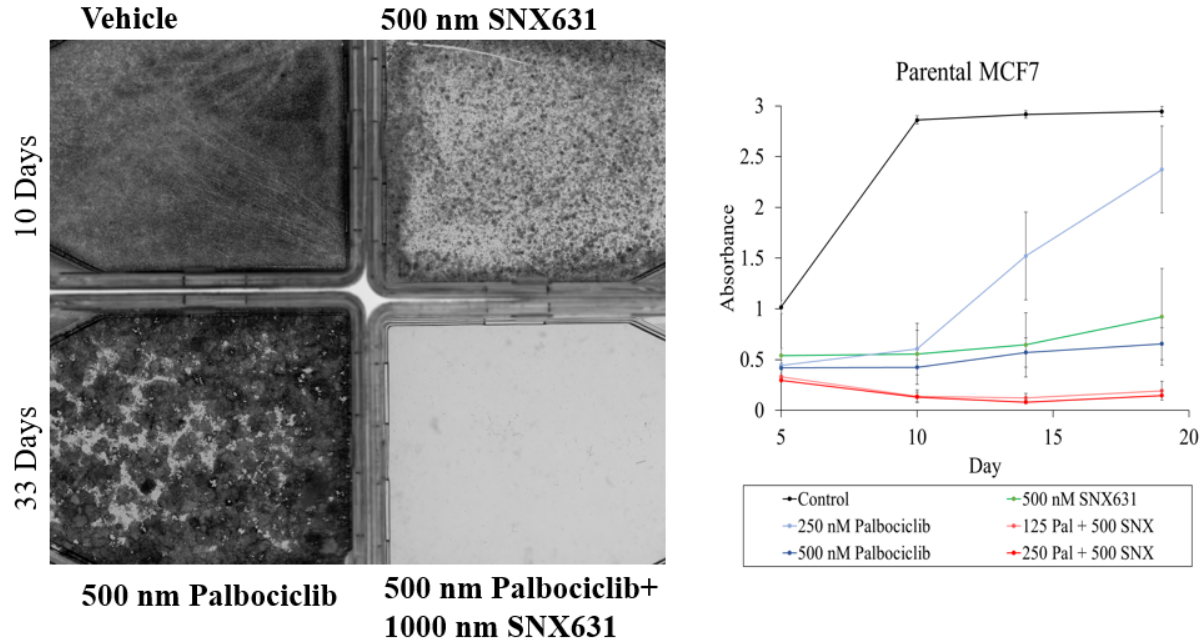 Vehicle
500 nm SNX631
10 Days
33 Days
500 nm Palbociclib
500 nm Palbociclib+
1000 nm SNX631
Parental MCF7
Absorbance
3
2.5
2
1.5
1
0.5
0
5
10
15
20
Day
Control
500 nM SNX631
250 nM Palbociclib
125 Pal + 500 SNX
500 nM Palbociclib
250 Pal + 500 SNX